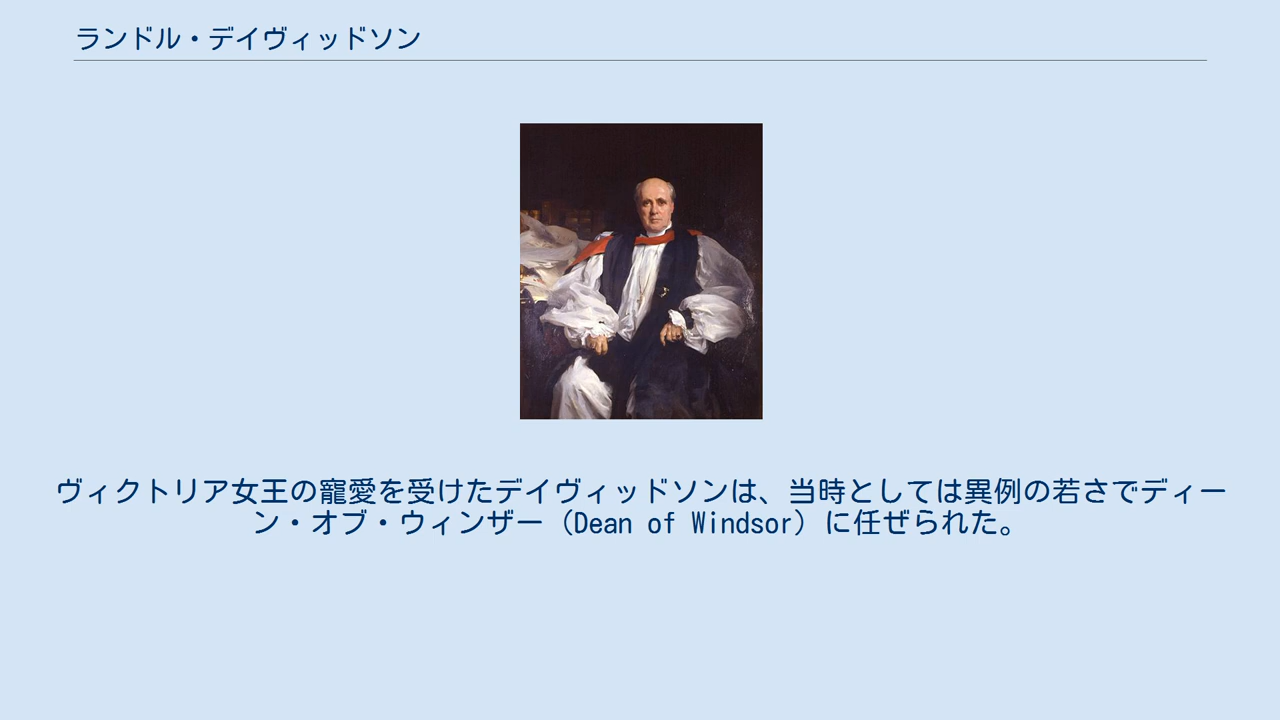 ランドル・デイヴィッドソン
ヴィクトリア女王の寵愛を受けたデイヴィッドソンは、当時としては異例の若さでディー
ン・オブ・ウィンザー（Dean of Windsor）に任ぜられた。